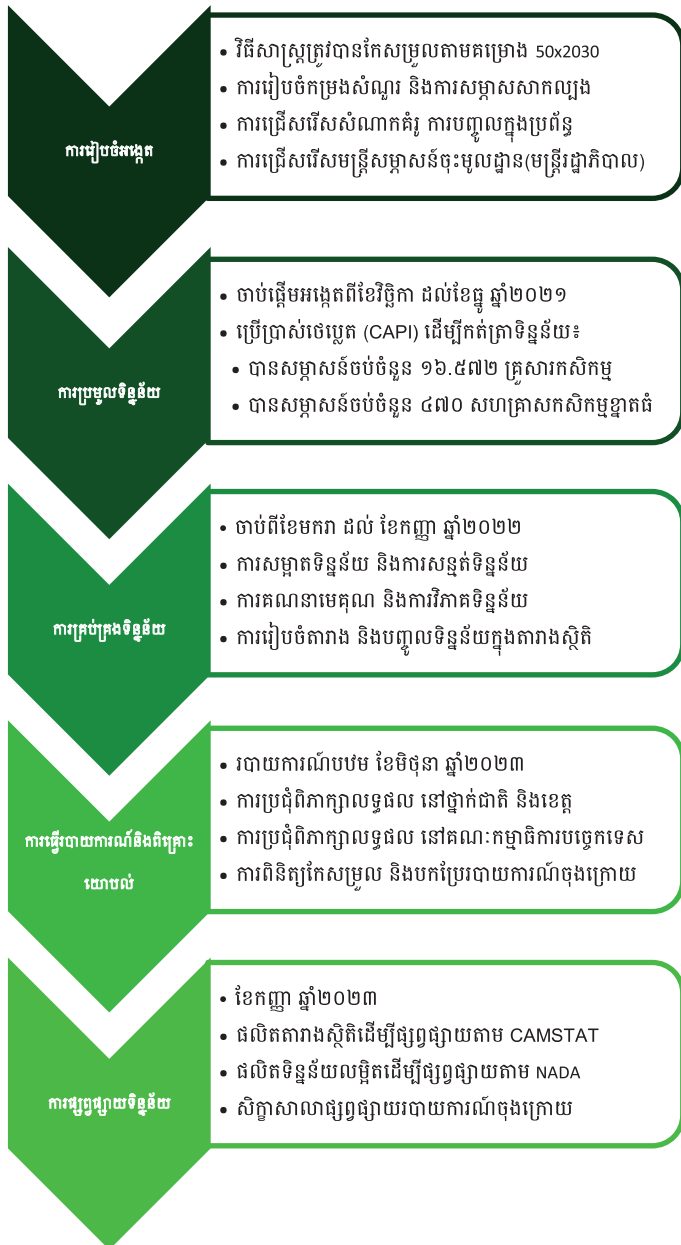 ការរៀបចំអង្កេត
• វិធីសាស្រ្តត្រូវបានកែសម្រួលតាមគម្រោង 50x2030
• ការរៀបចំកម្រងសំណួរ និងការសម្ភាសសាកល្បង
• ការជ្រើសរើសសំណាកគំរូ ការបញ្ចូលក្នុងប្រព័ន្ធ
• ការជ្រើសរើសមន្រ្តីសម្ភាសន៍ចុះមូលដ្ឋាន(មន្រ្តីរដ្ឋាភិបាល)
ការប្រមូលទិន្នន័យ
• ចាប់ផ្តើមអង្កេតពីខែវិច្ឆិកា ដល់ខែធ្នូ ឆ្នាំ២០២១
• ប្រើប្រាស់ថេប្លេត (CAPI) ដើម្បីកត់ត្រាទិន្នន័យ៖
• បានសម្ភាសន៍ចប់ចំនួន ១៦.៥៧២ គ្រួសារកសិកម្ម
• បានសម្ភាសន៍ចប់ចំនួន ៤៧០ សហគ្រាសកសិកម្មខ្នាតធំ
ការគ្រប់គ្រងទិន្នន័យ
• ចាប់ពីខែមករា ដល់ ខែកញ្ញា ឆ្នាំ២០២២
• ការសម្អាតទិន្នន័យ និងការសន្មត់ទិន្នន័យ
• ការគណនាមេគុណ និងការវិភាគទិន្នន័យ
• ការរៀបចំតារាង និងបញ្ចូលទិន្នន័យក្នុងតារាងស្ថិតិ
ការធ្វើរបាយការណ៍និងពិគ្រោះ
យោបល់
• របាយការណ៍បឋម ខែមិថុនា ឆ្នាំ២០២៣
• ការប្រជុំពិភាក្សាលទ្ធផល នៅថ្នាក់ជាតិ និងខេត្ត
• ការប្រជុំពិភាក្សាលទ្ធផល នៅគណៈកម្មាធិការបច្ចេកទេស
• ការពិនិត្យកែសម្រួល និងបកប្រែរបាយការណ៍ចុងក្រោយ
ការផ្សព្វផ្សាយទិន្នន័យ
• ខែកញ្ញា ឆ្នាំ២០២៣
• ផលិតតារាងស្ថិតិដើម្បីផ្សព្វផ្សាយតាម CAMSTAT
• ផលិតទិន្នន័យលម្អិតដើម្បីផ្សព្វផ្សាយតាម NADA
• សិក្ខាសាលាផ្សព្វផ្សាយរបាយការណ៍ចុងក្រោយ